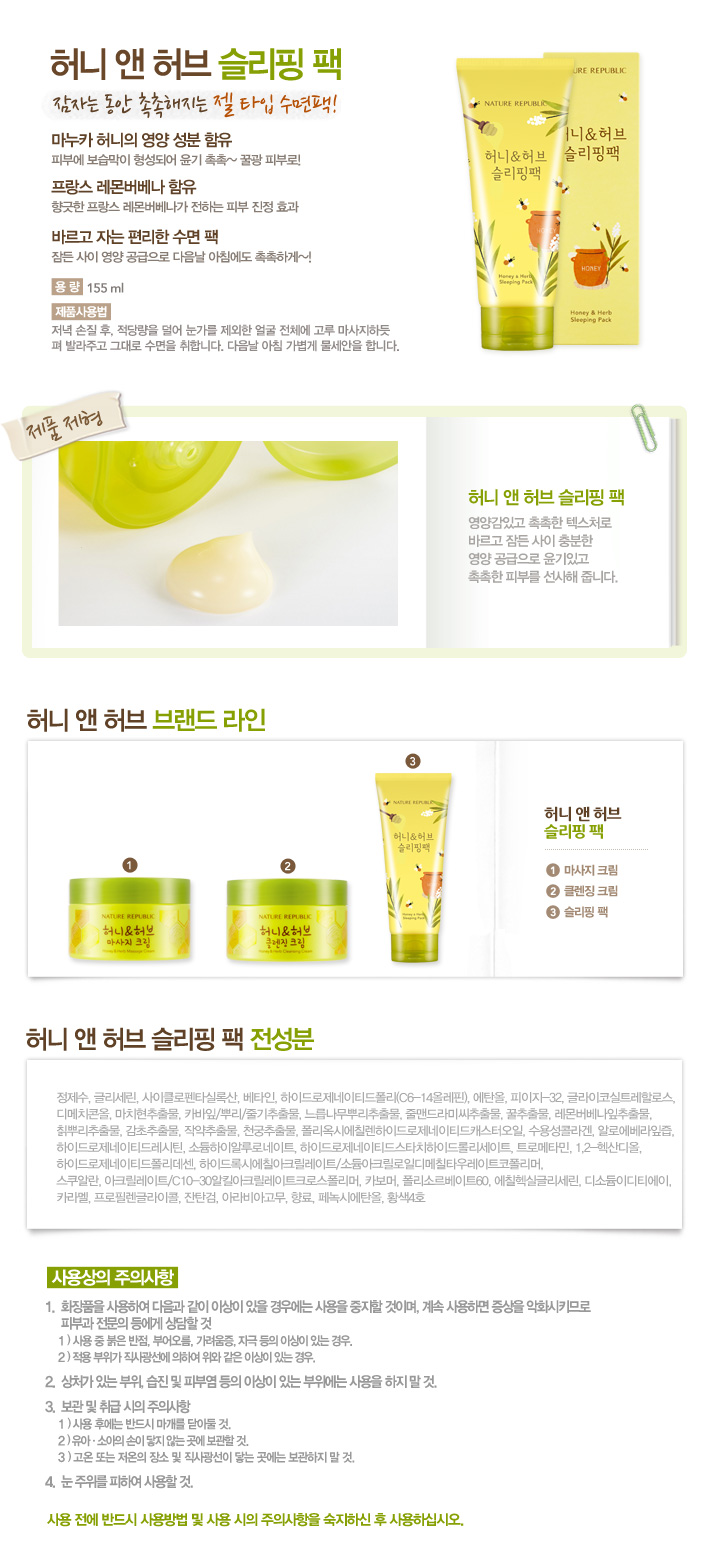 허니 앤 허브 슬리핑 팩
잠자는 동안 촉촉해지는 젤 타입 수면팩!
마누카 허니의 영양 성분 함유
피부에 보습막이 형성되어 윤기 촉촉~ 꿀광 피부로!
프랑스 레몬버베나 함유
향긋한 프랑스 레몬버베나가 전하는 피부 진정 효과
바르고 자는 편리한 수면 팩
잠든 사이 영양 공급으로 다음날 아침에도 촉촉하게~!
용 량 155 ml
제품사용법
저녁 손질 후, 적당량을 덜어 눈가를 제외한 얼굴 전체에 고루 마사지하듯
펴 발라주고 그대로 수면을 취합니다. 다음날 아침 가볍게 물세안을 합니다.
NATURE REPUBLIC
허니&허브
슬리핑팩
HONEY
Honey & Herb
Sleeping Pack
URE REPUBLIC
니&허브
슬리핑팩
HONEY
Honey & Herb
Sleeping Pack
제품 제형
허니 앤 허브 슬리핑 팩
영양감있고 촉촉한 텍스처로
바르고 잠든 사이 충분한
영양 공급으로 윤기있고
촉촉한 피부를 선사해 줍니다.
허니 앤 허브 브랜드 라인
1
NATURE REPUBLIC
허니&허브
마사지 크림
Honey & Herb Massage Cream
2
NATURE REPUBLIC
허니&허브
클렌징 크림
Honey & Herb Cleansing Cream
3
NATURE REPUBLIC
허니&허브
슬리핑팩
Honey & Herb
Sleeping Pack
허니 앤 허브
슬리핑 팩
1 마사지 크림
2 클렌징 크림
3 슬리핑 팩
허니 앤 허브 슬리핑 팩 전성분
정제수, 글리세린, 사이클로펜타실록산, 베타인, 하이드로제네이티드폴리(C6-14올레핀), 에탄올, 피이지-32, 글라이코실트레할로스,
디메치콘올, 마치현추출물, 카바잎/뿌리/줄기추출물, 느릅나무뿌리추출물, 줄맨드라미씨추출물, 꿀추출물, 레몬버베나잎추출물,
칡뿌리추출물, 감초추출물, 작약추출물, 천궁추출물, 폴리옥시에칠렌하이드로제네이티드캐스터오일, 수용성콜라겐, 알로에베라잎즙,
하이드로제네이티드레시틴, 소듐하이알루로네이트, 하이드로제네이티드스타치하이드롤리세이트, 트로메타민, 1,2-헥산디올,
하이드로제네이티드폴리데센, 하이드록시에칠아크릴레이트/소듐아크릴로일디메칠타우레이트코폴리머,
스쿠알란, 아크릴레이트/C10-30알킬아크릴레이트크로스폴리머, 카보머, 폴리소르베이트60, 에칠헥실글리세린, 디소듐이디티에이,
카라멜, 프로필렌글라이콜, 잔탄검, 아라비아고무, 향료, 페녹시에탄올, 황색4호
사용상의 주의사항
1. 화장품을 사용하여 다음과 같이 이상이 있을 경우에는 사용을 중지할 것이며, 계속 사용하면 증상을 악화시키므로
피부과 전문의 등에게 상담할 것
1 ) 사용 중 붉은 반점, 부어오름, 가려움증, 자극 등의 이상이 있는 경우.
2 ) 적용 부위가 직사광선에 의하여 위와 같은 이상이 있는 경우.
2. 상처가 있는 부위, 습진 및 피부염 등의 이상이 있는 부위에는 사용을 하지 말 것.
3. 보관 및 취급 시의 주의사항
1 ) 사용 후에는 반드시 마개를 닫아둘 것.
2 ) 유아·소아의 손이 닿지 않는 곳에 보관할 것.
3 ) 고온 또는 저온의 장소 및 직사광선이 닿는 곳에는 보관하지 말 것.
4. 눈 주위를 피하여 사용할 것.
사용 전에 반드시 사용방법 및 사용 시의 주의사항을 숙지하신 후 사용하십시오.